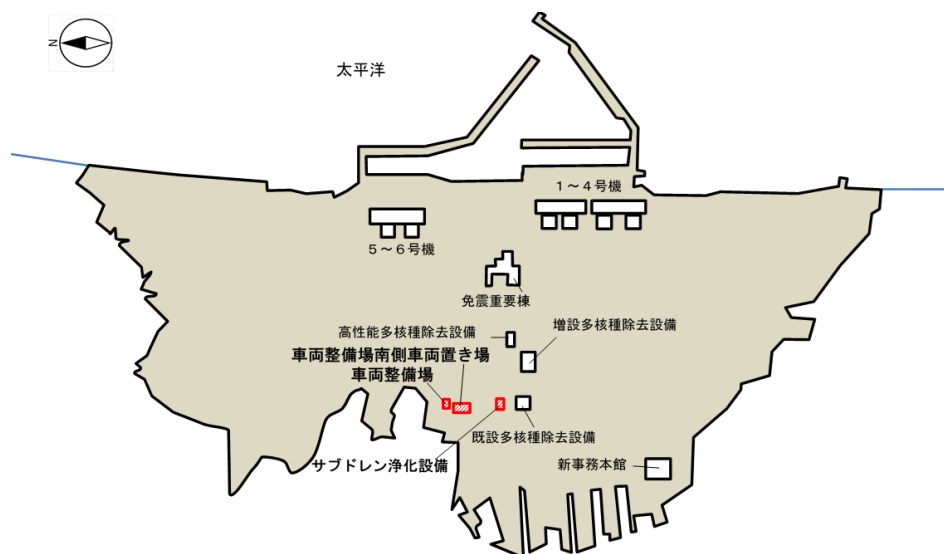 N
太平洋
１～４号機
５～６号機
免震重要棟
高性能多核種除去設備
増設多核種除去設備
車両整備場南側車両置き場
車両整備場
既設多核種除去設備
サブドレン浄化設備
新事務本館